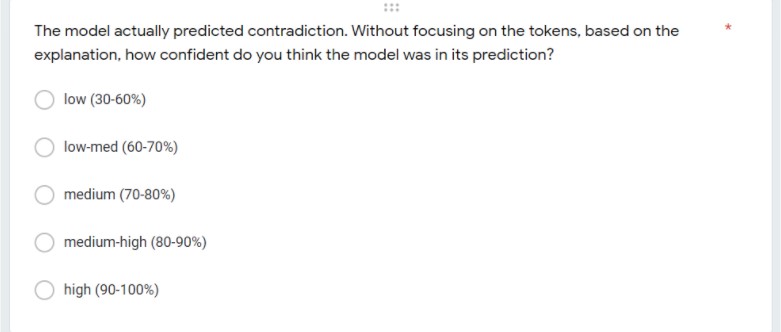 The model actually predicted contradiction. Without focusing on the tokens, based on the *
explanation, how confident do you think the model was in its prediction?
low (30-60%)
low-med (60-70%)
medium (70-80%)
medium-high (80-90%)
high (90-100%)